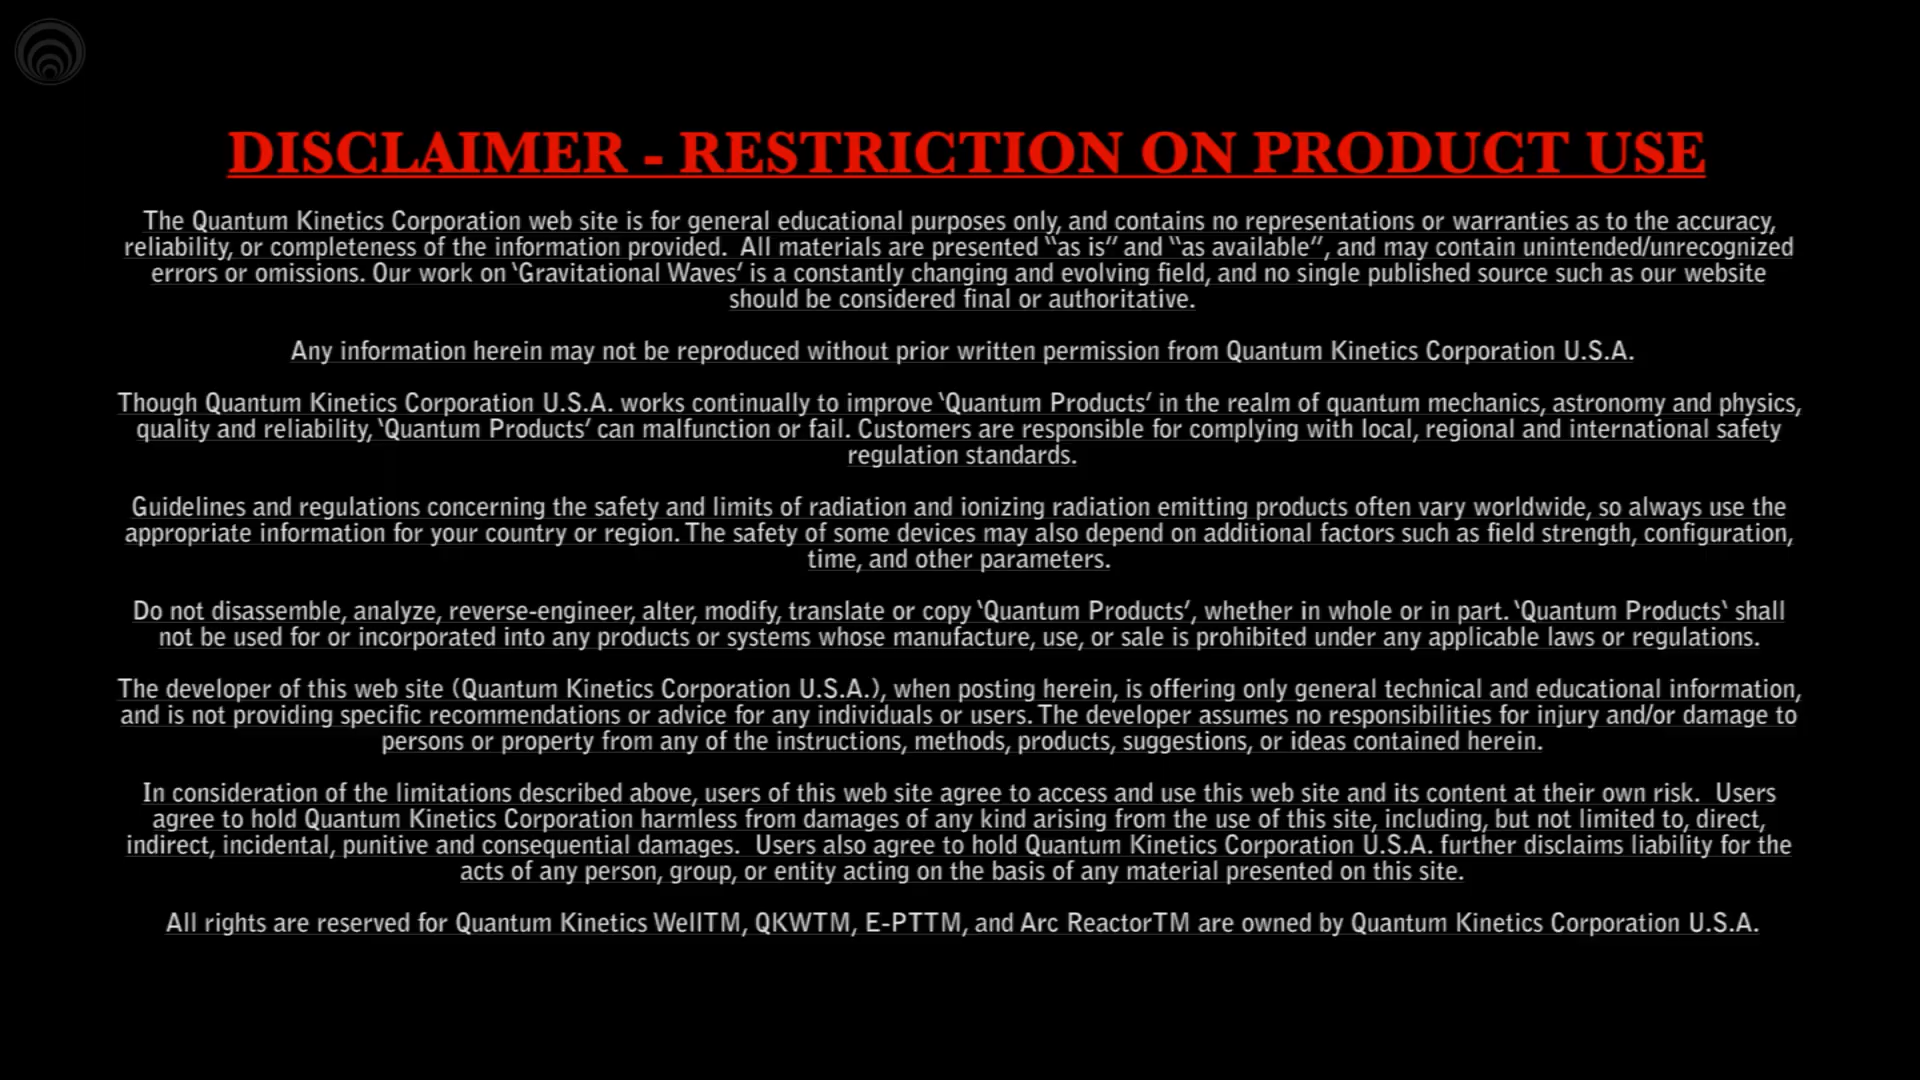 DISCLAIMER - RESTRICTION ON PRODUCT USE
The Quantum Kinetics Corporation web site is for general educational purposes only, and contains no representations or warranties as to the accuracy,
reliability, or completeness of the information provided.  All materials are presented ‟as is” and ‟as available”, and may contain unintended/unrecognized
errors or omissions. Our work on ‛Gravitational Waves’ is a constantly changing and evolving field, and no single published source such as our website
should be considered final or authoritative.
Any information herein may not be reproduced without prior written permission from Quantum Kinetics Corporation U.S.A.
Though Quantum Kinetics Corporation U.S.A. works continually to improve ‛Quantum Products’ in the realm of quantum mechanics, astronomy and physics,
quality and reliability, ‛Quantum Products’ can malfunction or fail. Customers are responsible for complying with local, regional and international safety
regulation standards.
Guidelines and regulations concerning the safety and limits of radiation and ionizing radiation emitting products often vary worldwide, so always use the
appropriate information for your country or region. The safety of some devices may also depend on additional factors such as field strength, configuration,
time, and other parameters.
Do not disassemble, analyze, reverse-engineer, alter, modify, translate or copy ‛Quantum Products’, whether in whole or in part. ‛Quantum Products‛ shall
not be used for or incorporated into any products or systems whose manufacture, use, or sale is prohibited under any applicable laws or regulations.
The developer of this web site (Quantum Kinetics Corporation U.S.A.), when posting herein, is offering only general technical and educational information,
and is not providing specific recommendations or advice for any individuals or users. The developer assumes no responsibilities for injury and/or damage to
persons or property from any of the instructions, methods, products, suggestions, or ideas contained herein.
In consideration of the limitations described above, users of this web site agree to access and use this web site and its content at their own risk.  Users
agree to hold Quantum Kinetics Corporation harmless from damages of any kind arising from the use of this site, including, but not limited to, direct,
indirect, incidental, punitive and consequential damages.  Users also agree to hold Quantum Kinetics Corporation U.S.A. further disclaims liability for the
acts of any person, group, or entity acting on the basis of any material presented on this site.
All rights are reserved for Quantum Kinetics WellTM, QKWTM, E-PTTM, and Arc ReactorTM are owned by Quantum Kinetics Corporation U.S.A.